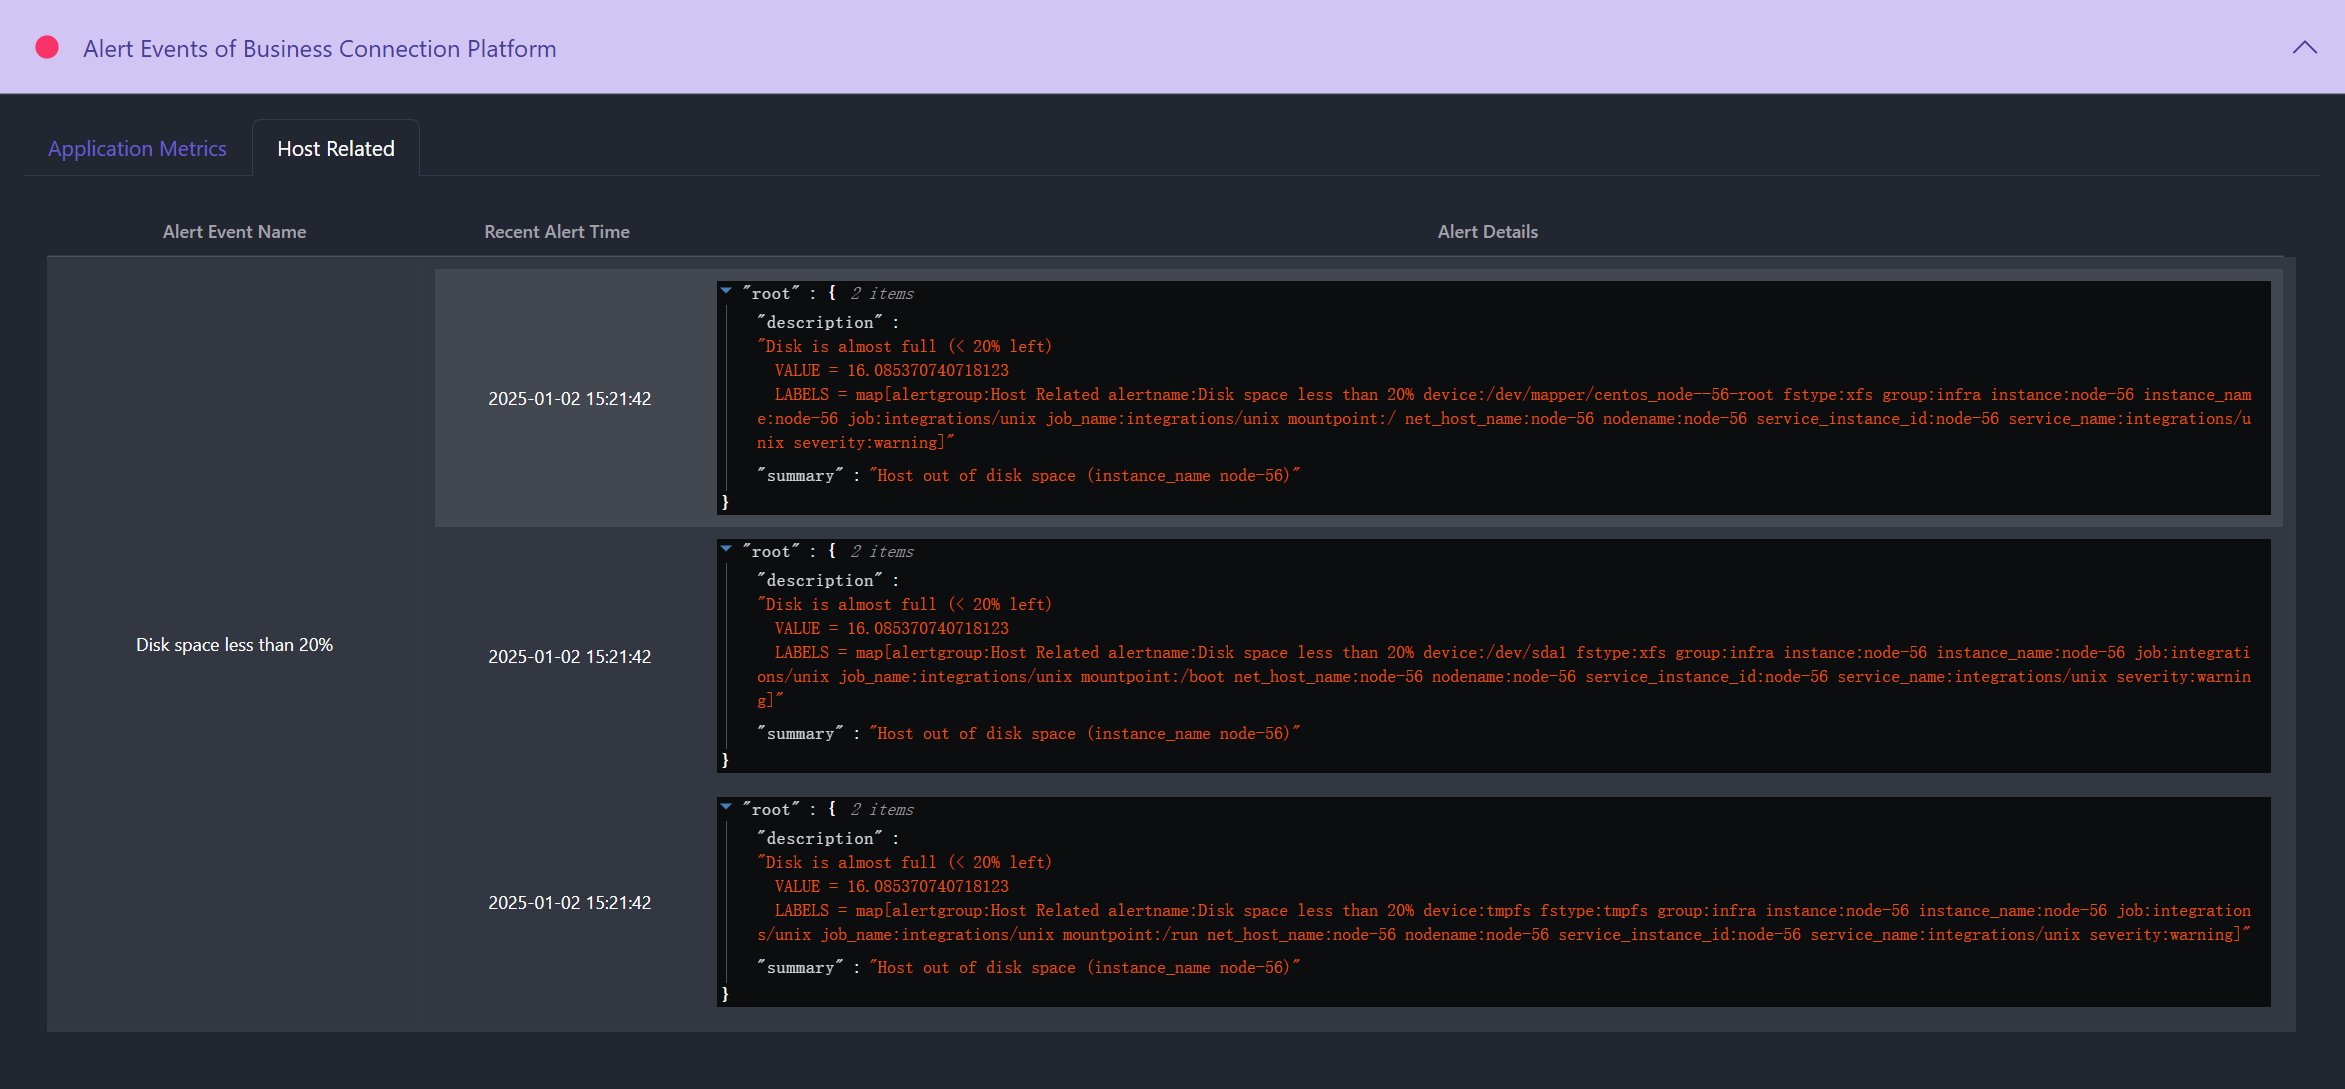 Alert Events of Business Connection Platform
Application Metrics
Host Related
Alert Event Name
Recent Alert Time
Alert Details
Disk space less than 20%
2025-01-02 15:21:42
"root" : { 2 items
"description" :
"Disk is almost full (< 20% left)
VALUE = 16.085370740718123
LABELS = map[alertgroup:Host Related alertname:Disk space less than 20% device:/dev/mapper/centos_node--56-root fstype:xfs group:infra instance:node-56 instance_nam
e:node-56 job:integrations/unix job_name:integrations/unix mountpoint:/ net_host_name:node-56 nodename:node-56 service_instance_id:node-56 service_name:integrations/u
nix severity:warning]"
"summary" : "Host out of disk space (instance_name node-56)"
}
2025-01-02 15:21:42
"root" : { 2 items
"description" :
"Disk is almost full (< 20% left)
VALUE = 16.085370740718123
LABELS = map[alertgroup:Host Related alertname:Disk space less than 20% device:/dev/sda1 fstype:xfs group:infra instance:node-56 instance_name:node-56 job:integrati
ons/unix job_name:integrations/unix mountpoint:/boot net_host_name:node-56 nodename:node-56 service_instance_id:node-56 service_name:integrations/unix severity:warnin
g]"
"summary" : "Host out of disk space (instance_name node-56)"
}
2025-01-02 15:21:42
"root" : { 2 items
"description" :
"Disk is almost full (< 20% left)
VALUE = 16.085370740718123
LABELS = map[alertgroup:Host Related alertname:Disk space less than 20% device:tmpfs fstype:tmpfs group:infra instance:node-56 instance_name:node-56 job:integration
s/unix job_name:integrations/unix mountpoint:/run net_host_name:node-56 nodename:node-56 service_instance_id:node-56 service_name:integrations/unix severity:warning]"
"summary" : "Host out of disk space (instance_name node-56)"
}